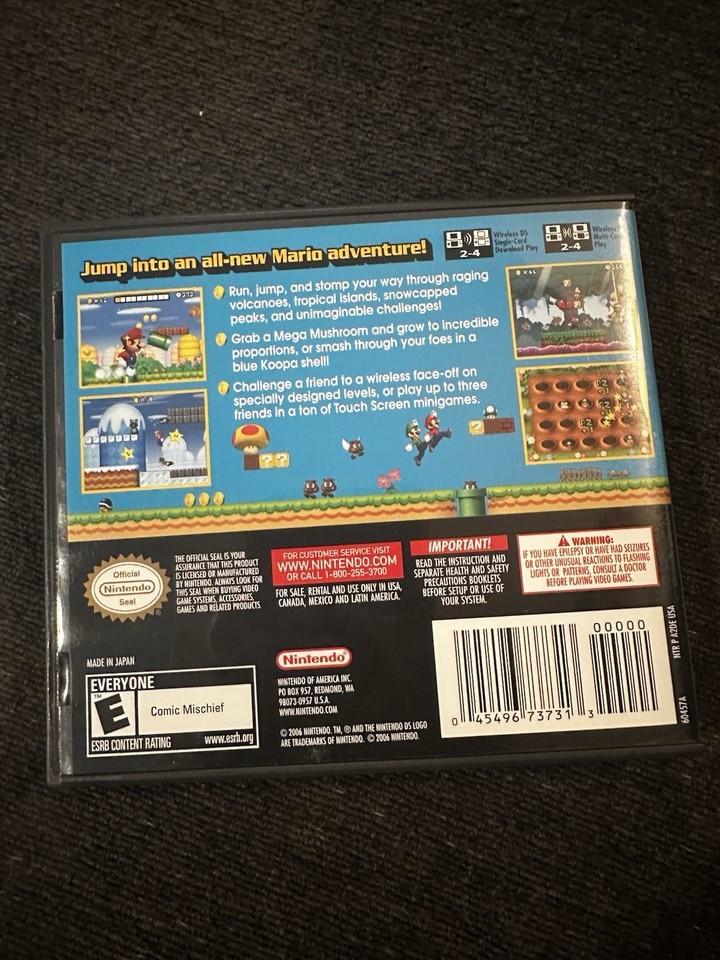 Jump into an all-new Mario adventure!
2-4
Wireless DS
Single-Card
Download Play
2-4
Wireless
Play
Run, jump, and stomp your way through raging
volcanoes, tropical islands, snowcapped
peaks, and unimaginable challenges!
Grab a Mega Mushroom and grow to incredible
proportions, or smash through your foes in a
blue Koopa shell!
Challenge a friend to a wireless face-off on
specially designed levels, or play up to three
friends in a ton of Touch Screen minigames.
Official
Nintendo
Seal
THE OFFICIAL SEAL IS YOUR
ASSURANCE THAT THIS PRODUCT
IS LICENSED OR MANUFACTURED
BY NINTENDO. ALWAYS LOOK FOR
THIS SEAL WHEN BUYING VIDEO
GAME SYSTEMS, ACCESSORIES,
GAMES AND RELATED PRODUCTS.
FOR CUSTOMER SERVICE VISIT
WWW.NINTENDO.COM
OR CALL 1-800-255-3700
FOR SALE, RENTAL AND USE ONLY IN USA,
CANADA, MEXICO AND LATIN AMERICA.
IMPORTANT!
READ THE INSTRUCTION AND
SEPARATE HEALTH AND SAFETY
PRECAUTIONS BOOKLETS
BEFORE SETUP OR USE OF
YOUR SYSTEM.
WARNING:
IF YOU HAVE EPILEPSY OR HAVE HAD SEIZURES
OR OTHER UNUSUAL REACTIONS TO FLASHING
LIGHTS OR PATTERNS, CONSULT A DOCTOR
BEFORE PLAYING VIDEO GAMES.
MADE IN JAPAN
EVERYONE
E
TM
Comic Mischief
ESRB CONTENT RATING
www.esrb.org
Nintendo®
NINTENDO OF AMERICA INC.
PO BOX 957, REDMOND, WA
98073-0957 U.S.A.
WWW.NINTENDO.COM
© 2006 NINTENDO. TM, ® AND THE NINTENDO DS LOGO
ARE TRADEMARKS OF NINTENDO. © 2006 NINTENDO.
00000
0 45496 73731 3
NTR P A2DE USA
60457A